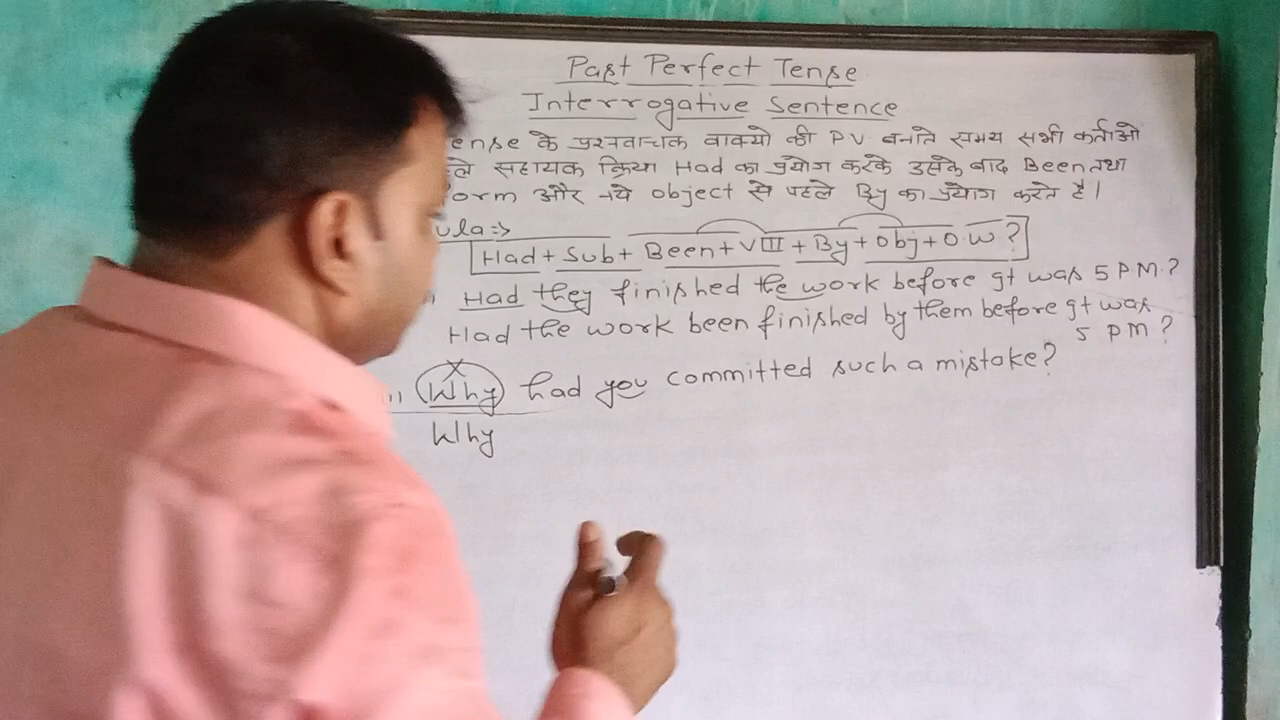 Past Perfect Tense
Interrogative Sentence
ense के प्रश्नवाचक वाक्यो की PV बनाते समय सभी कर्ताओ
ले सहायक क्रिया Had का प्रयोग करके उसके बाद Been तथा
orm और नये object से पहले By का प्रयोग करते है।
ula:⇒
Had + Sub + Been + VIII + By + Obj + O.W ?
Had they finished the work before gt was 5 P.M.?
Had the work been finished by them before gt was
5 PM ?
Why had you committed such a mistake?
Why